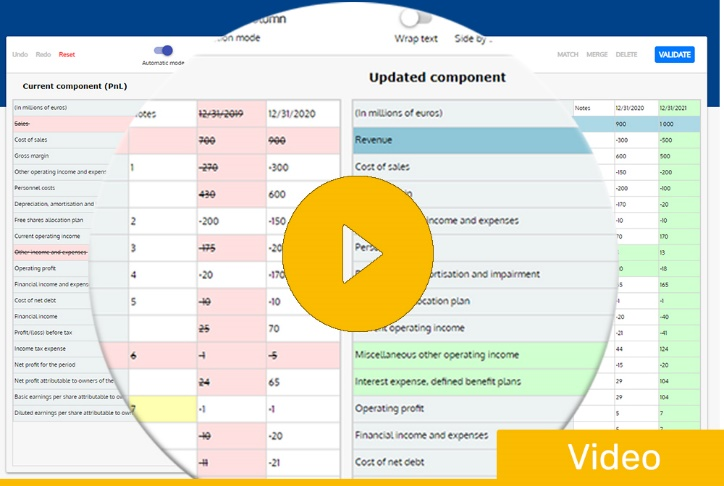 olumn
on mode
Wrap text Side by
Undo Redo Reset
Automatic mode
MATCH MERGE DELETE VALIDATE
Current component (PnL)
Updated component
(In millions of euros)
Sales
Cost of sales
Gross margin
Other operating income and expens
Personnel costs
Depreciation, amortisation and
Free shares allocation plan
Current operating income
Other income and expenses
Operating profit
Financial income and expens
Cost of net debt
Financial income
Profit/(loss) before tax
Income tax expense
Net profit for the period
Net profit attributable to owners of the
Basic earnings per share attributable to ow
Diluted earnings per share attributable to own
otes 12/31/2019 12/31/2020
700 900
1 -270 -300
430 600
2 -200 -150
3 -175 -20
4 -20 -170
5 -10 -10
25 70
6 -1 -5
24 65
7 -1 -1
-10 -20
-11 -21
(In millions of euros)
Revenue
Cost of sales
income and expenses
Pers
ortisation and impairment
ocation plan
nt operating income
Miscellaneous other operating income
Interest expense, defined benefit plans
Operating profit
Financial income and expenses
Cost of net debt
Notes 12/31/2020 12/31/2021
900 1 000
-300 -500
600 500
-150 -200
-200 -100
-170 -20
-10 -10
70 170
13
0 -18
165
-1 -1
-20 -40
-21 -41
44 124
-15 -20
29 104
29 104
5 7
5 7
Video